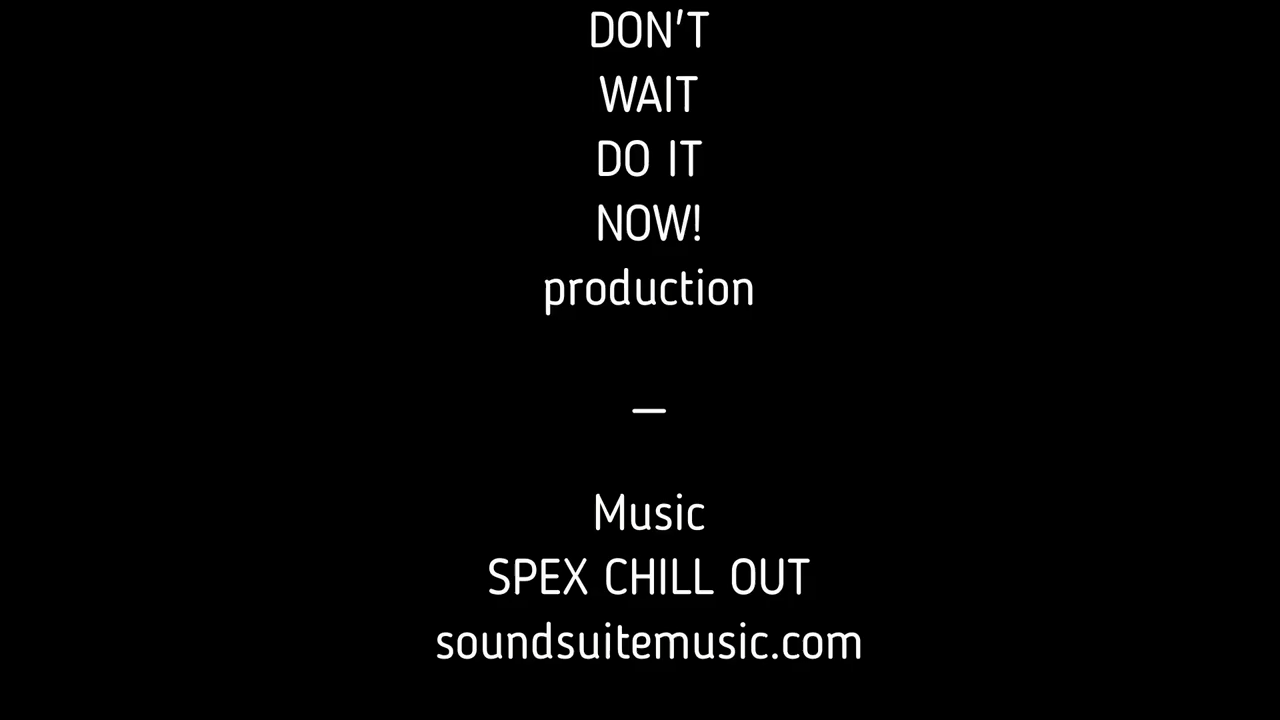 DON'T
WAIT
DO IT
NOW!
production
—
Music
SPEX CHILL OUT
soundsuitemusic.com